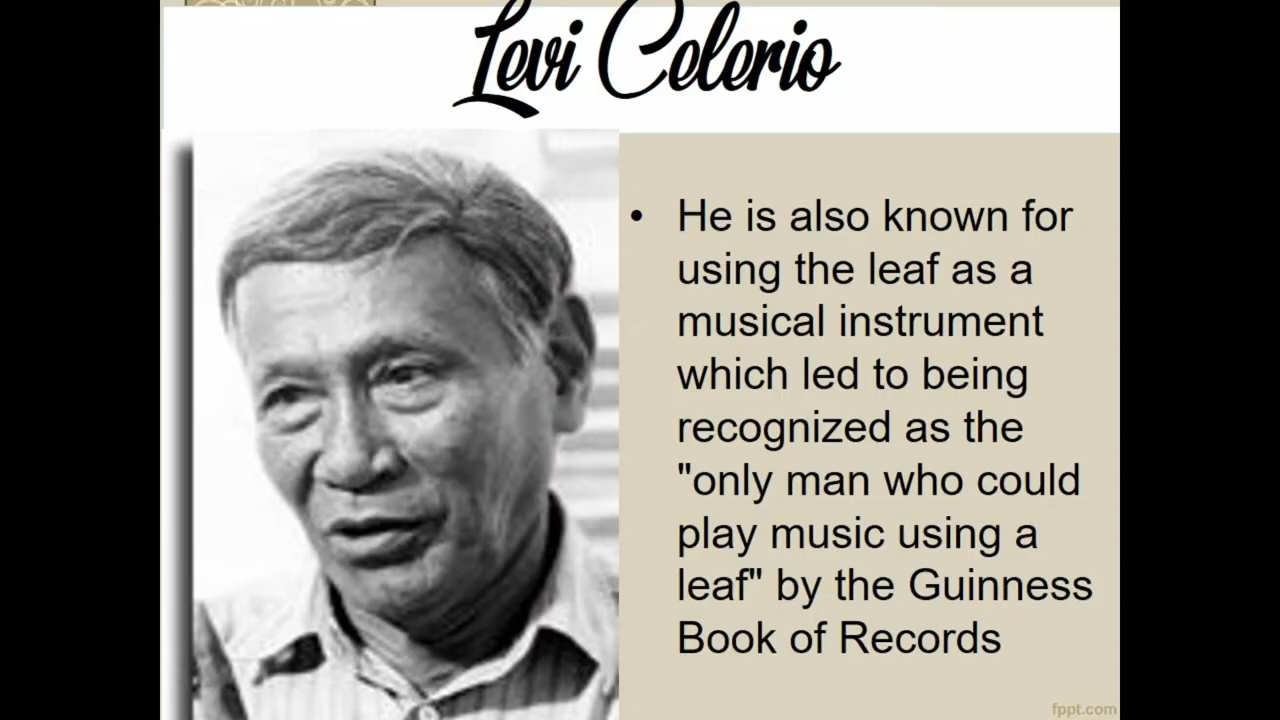 Levi Celerio
• He is also known for
using the leaf as a
musical instrument
which led to being
recognized as the
"only man who could
play music using a
leaf" by the Guinness
Book of Records
fppt.com